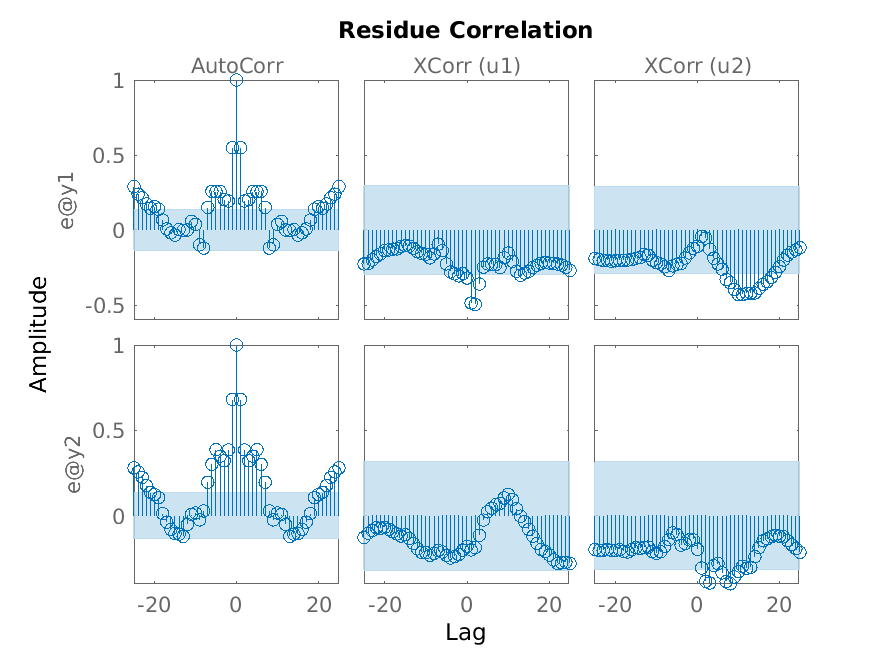 Residue Correlation
AutoCorr
XCorr (u1)
XCorr (u2)
1
0.5
0
-0.5
e@y1
Amplitude
1
0.5
0
e@y2
-20 0 20
-20 0 20
-20 0 20
Lag